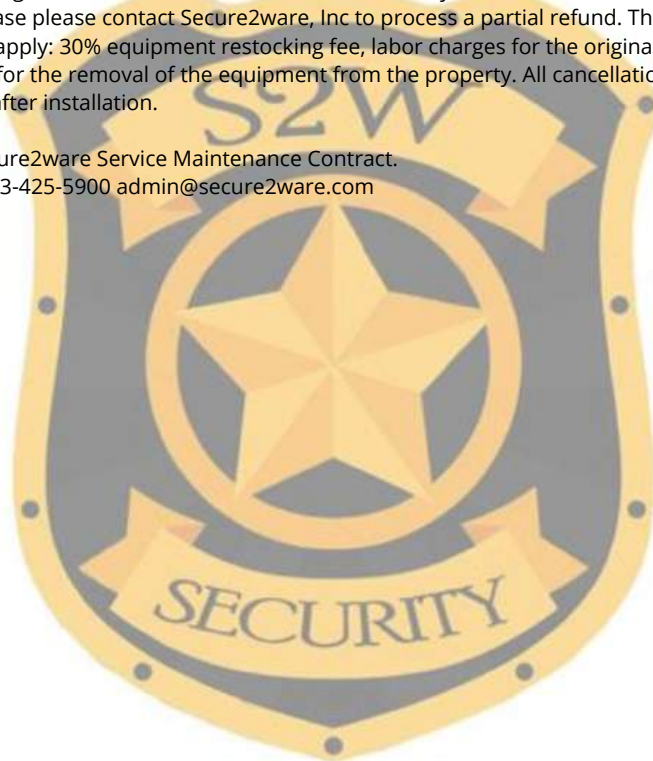 ase please contact Secure2ware, Inc to process a partial refund. Th
apply: 30% equipment restocking fee, labor charges for the origina
for the removal of the equipment from the property. All cancellatio
after installation.
ure2ware Service Maintenance Contract.
3-425-5900 admin@secure2ware.com
S2W
SECURITY